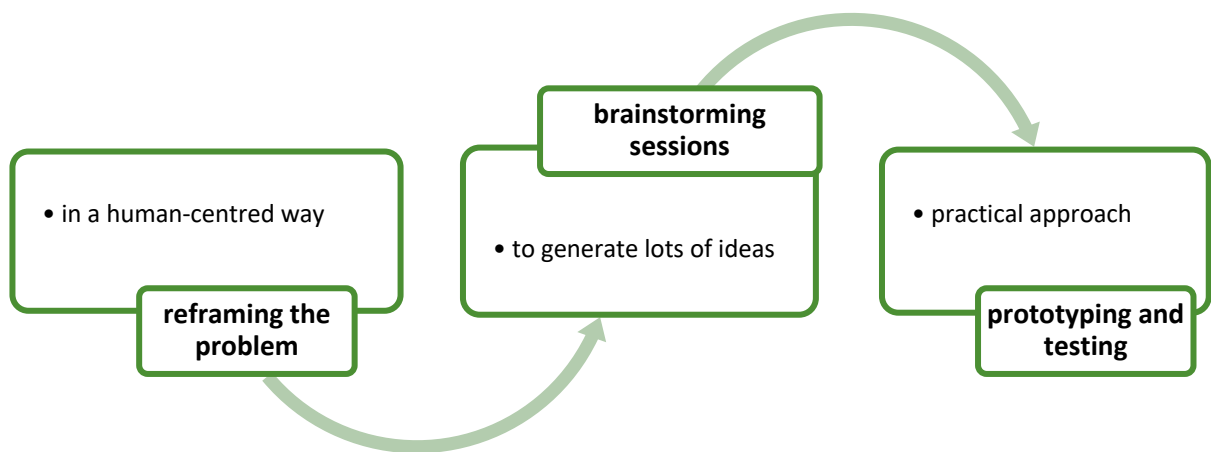 • in a human-centred way
reframing the
problem
brainstorming
sessions
• to generate lots of ideas
• practical approach
prototyping and
testing